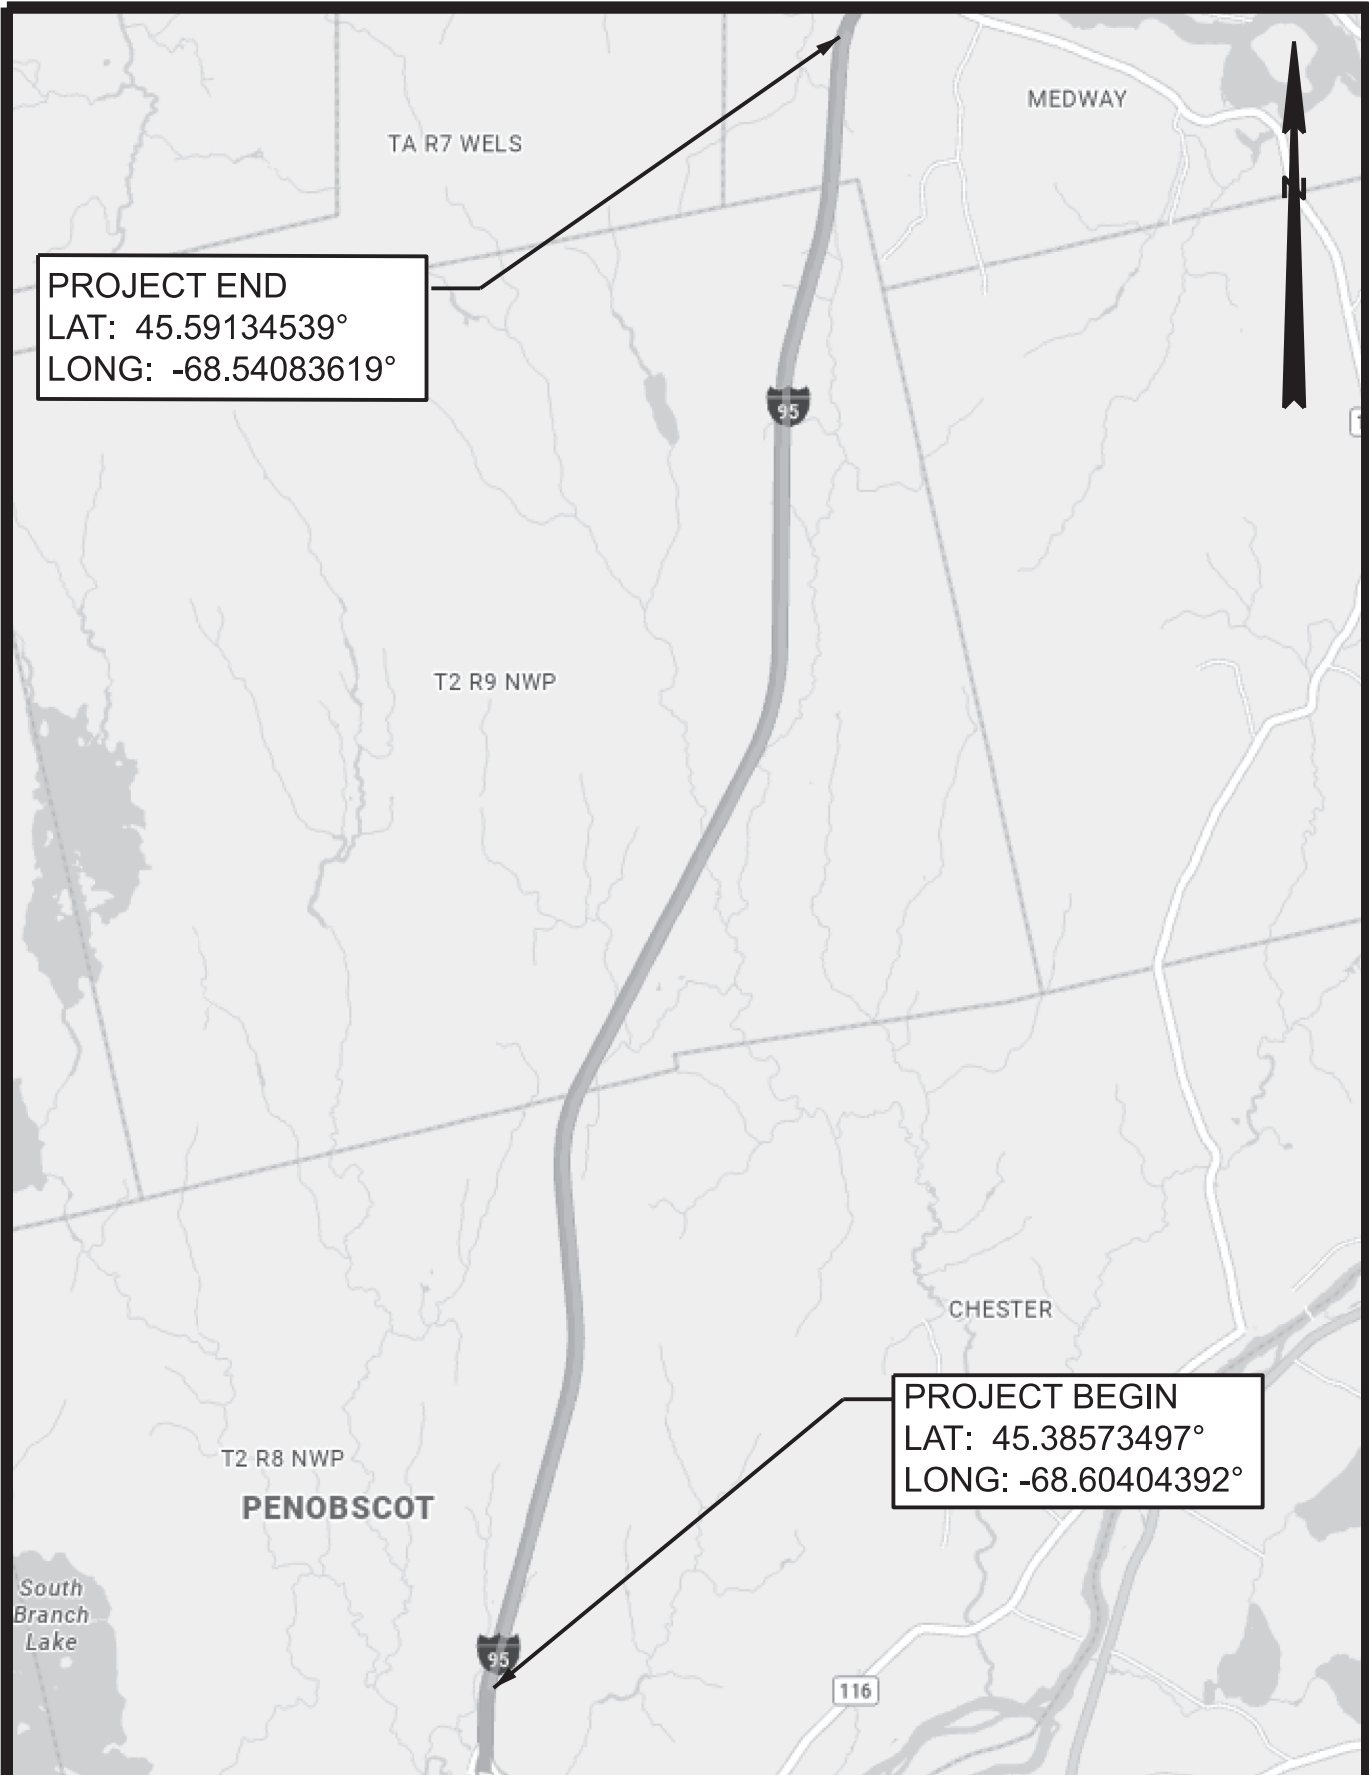 MEDWAY
TA R7 WELS
N
PROJECT END
LAT: 45.59134539°
LONG: -68.54083619°
95
T2 R9 NWP
CHESTER
PROJECT BEGIN
LAT: 45.38573497°
LONG: -68.60404392°
T2 R8 NWP
PENOBSCOT
South
Branch
Lake
95
116